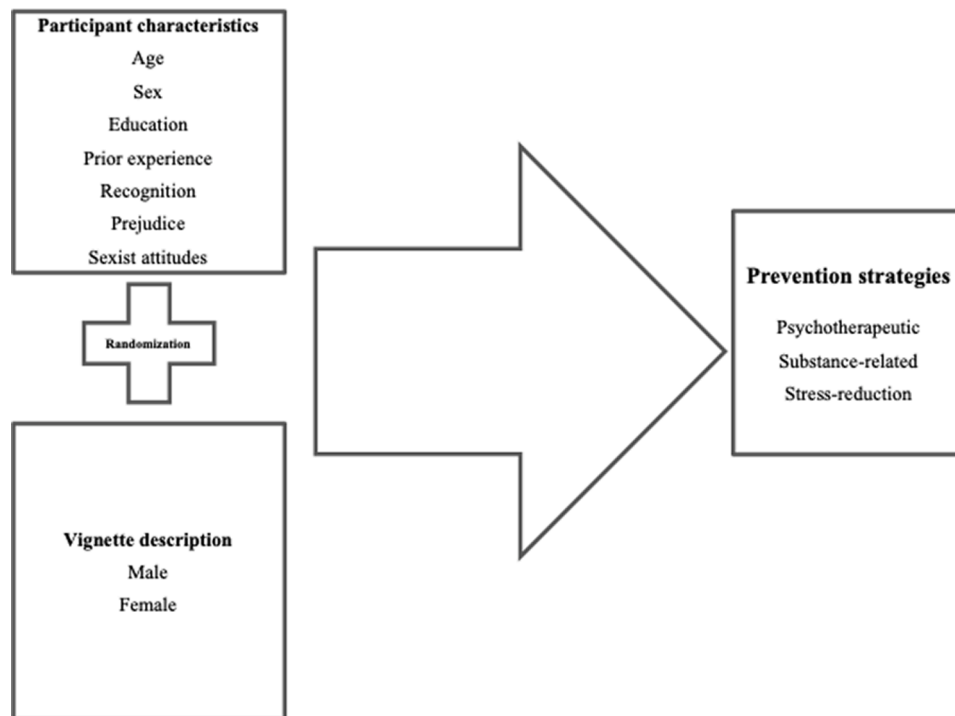 Participant characteristics
Age
Sex
Education
Prior experience
Recognition
Prejudice
Sexist attitudes
Randomization
Vignette description
Male
Female
Prevention strategies
Psychotherapeutic
Substance-related
Stress-reduction